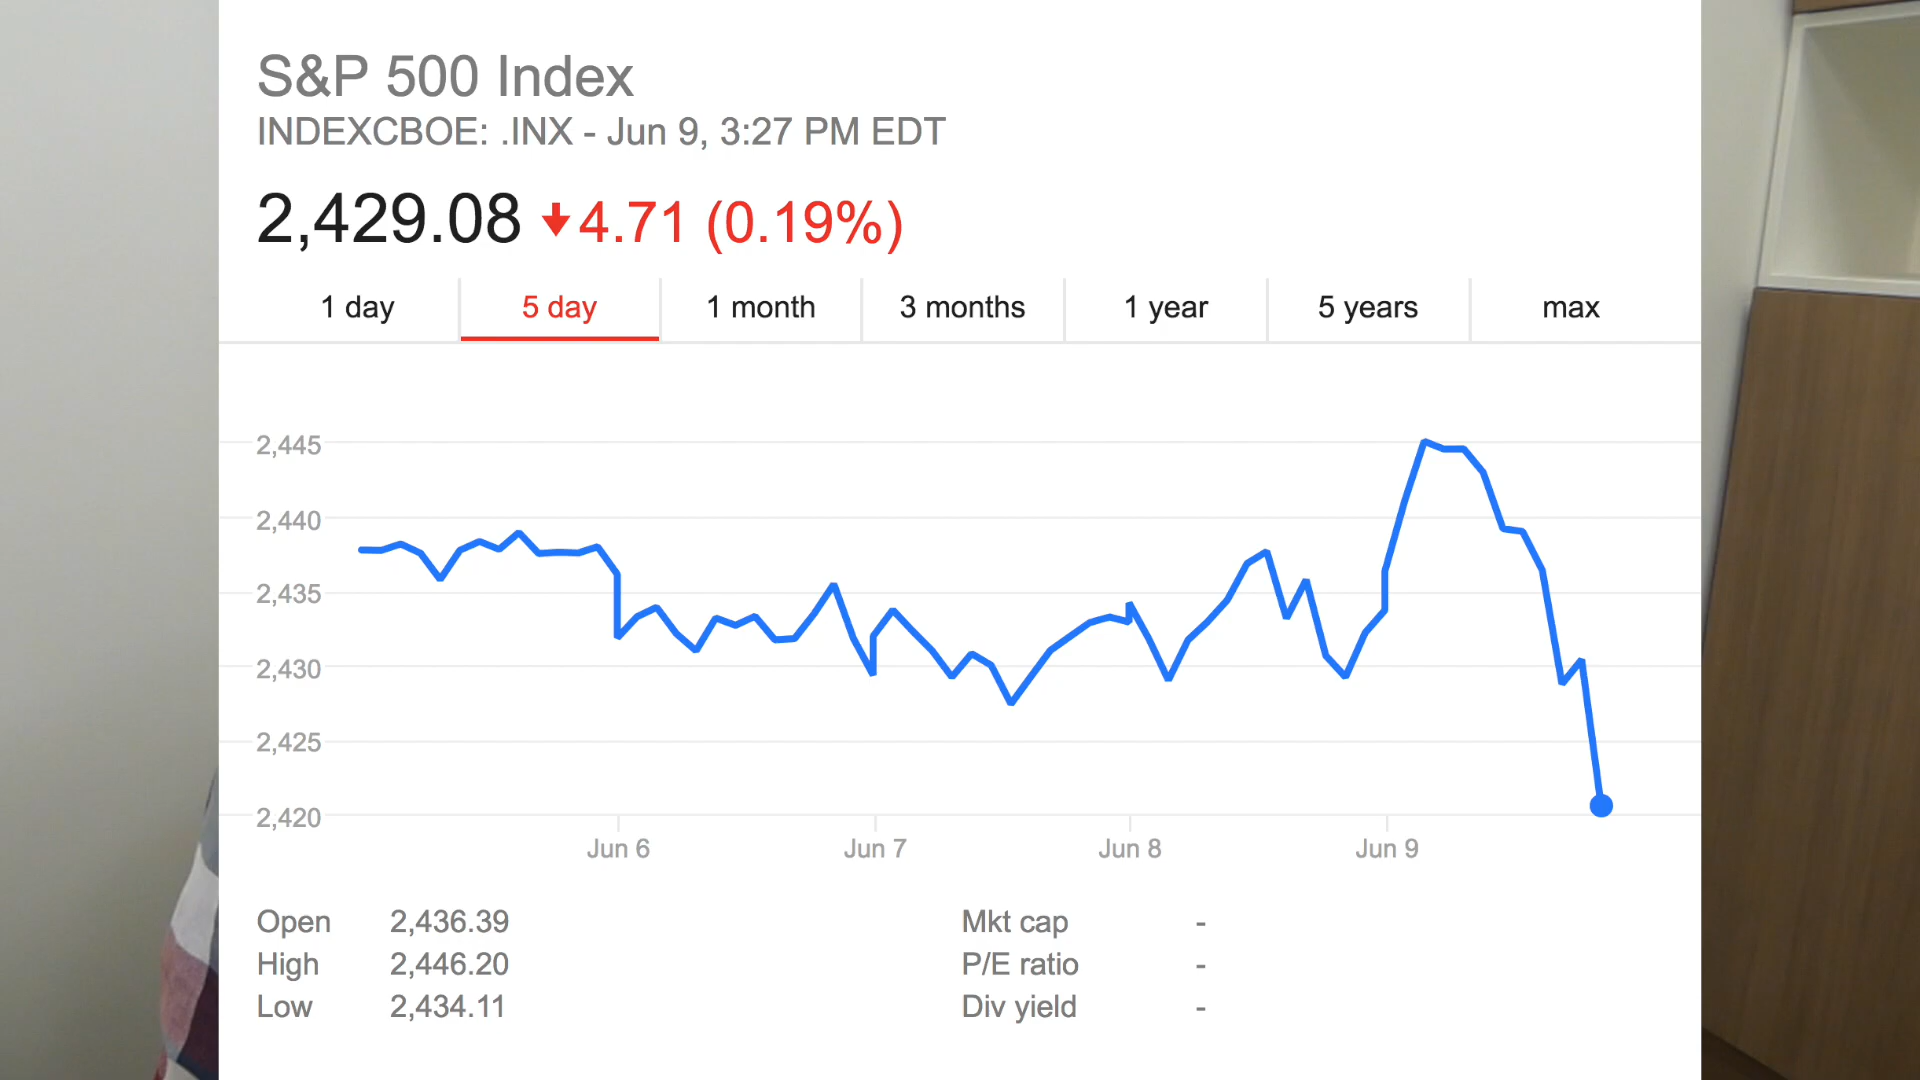 S&P 500 Index
INDEXCBOE: .INX - Jun 9, 3:27 PM EDT
2,429.08 4.71 (0.19%)
1 day 5 day 1 month 3 months 1 year 5 years max
2,445
2,440
2,435
2,430
2,425
2,420
Jun 6 Jun 7 Jun 8 Jun 9
Open 2,436.39 Mkt cap -
High 2,446.20 P/E ratio -
Low 2,434.11 Div yield -